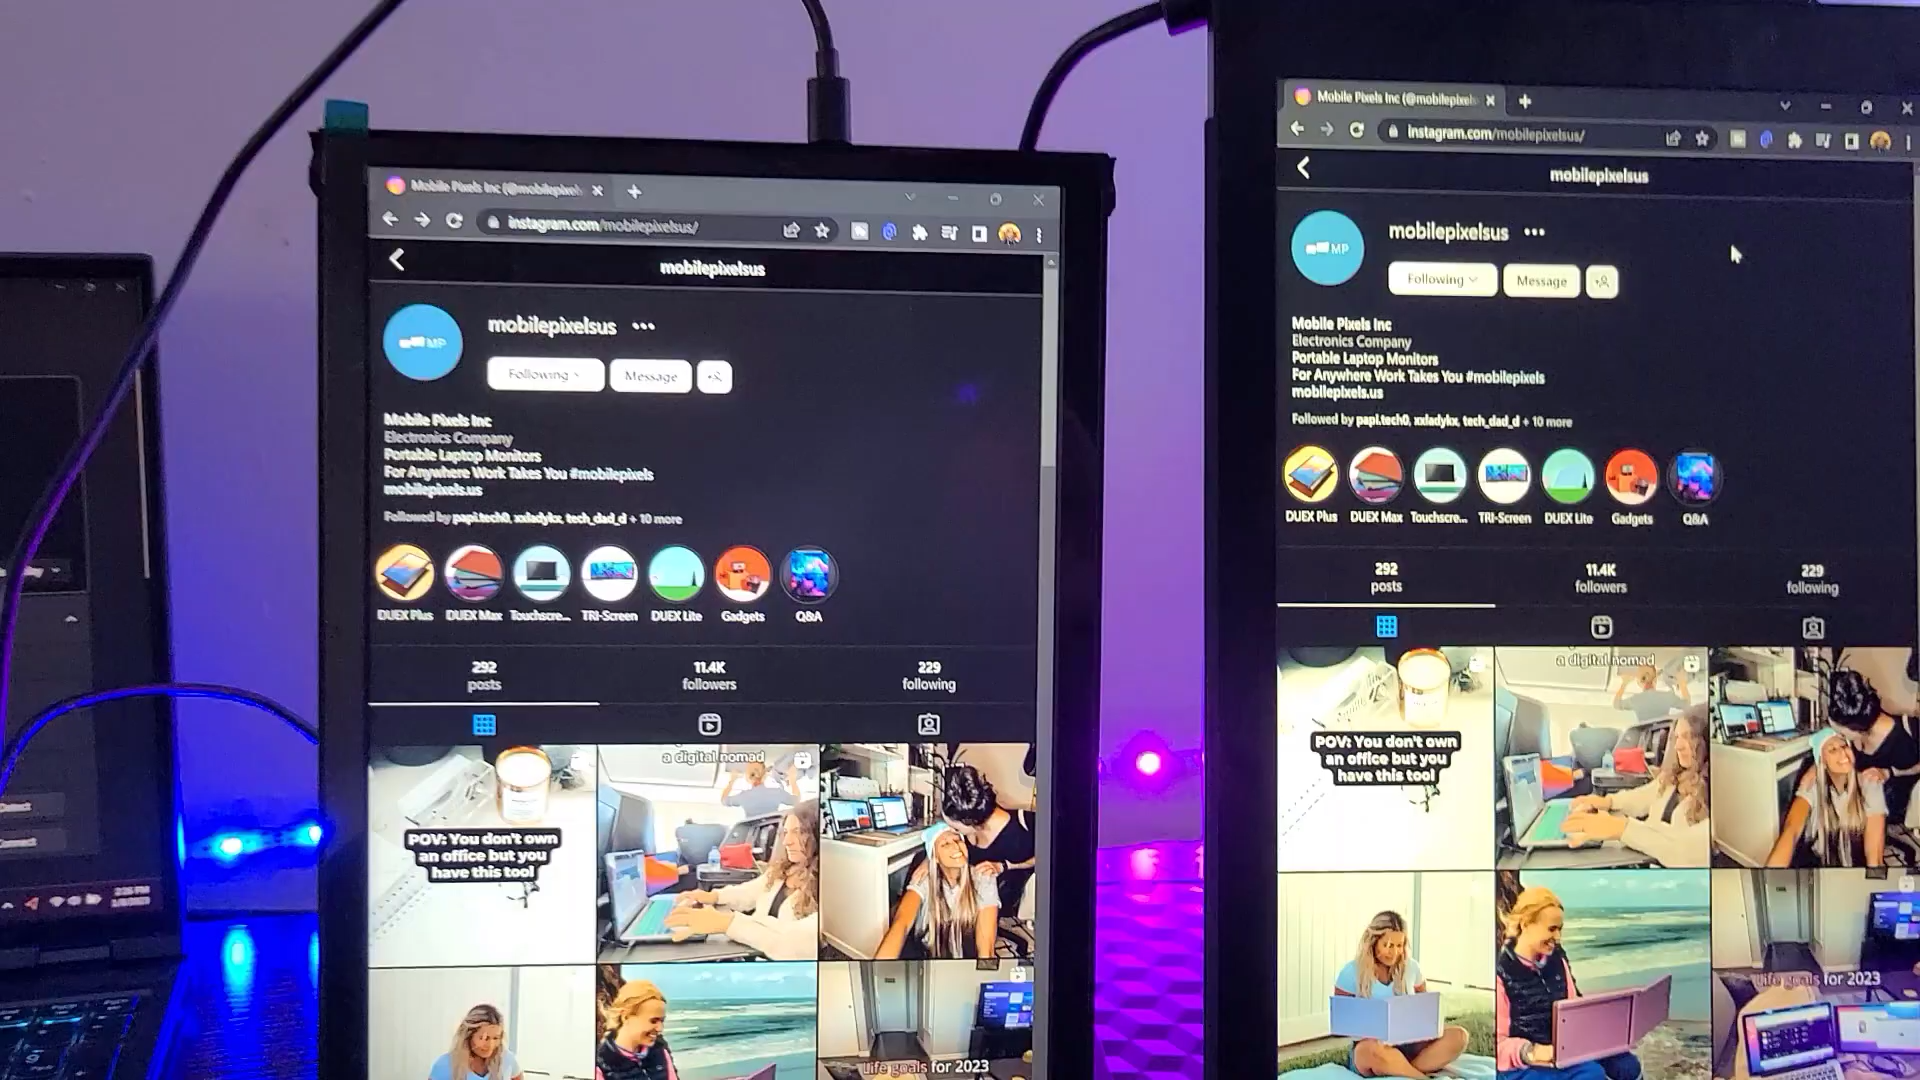 Mobile Pixels Inc (@mobilepixels
instagram.com/mobilepixelsus/
mobilepixelsus
MP
mobilepixelsus
Following
Message
Mobile Pixels Inc
Electronics Company
Portable Laptop Monitors
For Anywhere Work Takes You #mobilepixels
mobilepixels.us
Followed by papi.tech0, xxladykx, tech_dad_d + 10 more
DUEX Plus DUEX Max Touchscre... TRI-Screen DUEX Lite Gadgets Q&A
292 11.4K 229
posts followers following
a digital nomad
POV: You don't own
an office but you
have this tool
Life goals for 2023
Mobile Pixels Inc (@mobilepixels
instagram.com/mobilepixelsus/
mobilepixelsus
MP
mobilepixelsus
Following
Message
Mobile Pixels Inc
Electronics Company
Portable Laptop Monitors
For Anywhere Work Takes You #mobilepixels
mobilepixels.us
Followed by papi.tech0, xxladykx, tech_dad_d + 10 more
DUEX Plus DUEX Max Touchscre... TRI-Screen DUEX Lite Gadgets Q&A
292 11.4K 229
posts followers following
a digital nomad
POV: You don't own
an office but you
have this tool
Life goals for 2023